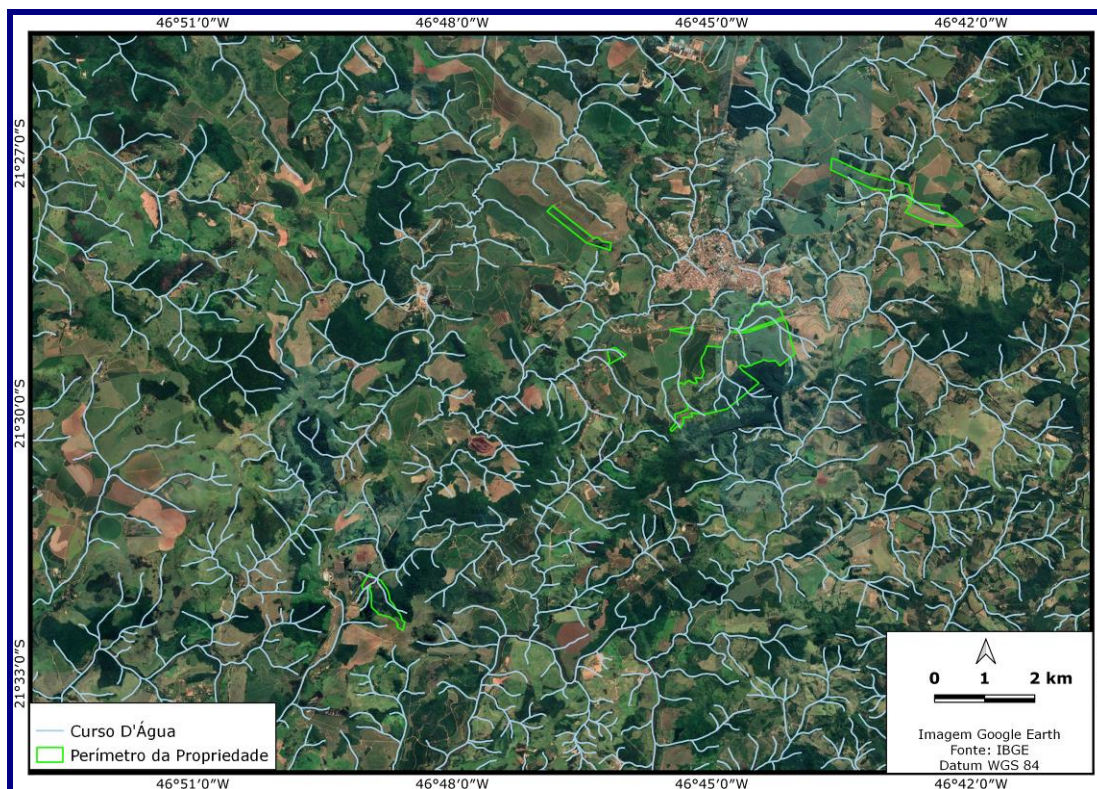 46°51'0"W 46°48'0"W 46°45'0"W 46°42'0"W
21°27'0"S
21°30'0"S
21°33'0"S
0 1 2 km
Curso D'Água
Perímetro da Propriedade
Imagem Google Earth
Fonte: IBGE
Datum WGS 84
46°51'0"W 46°48'0"W 46°45'0"W 46°42'0"W